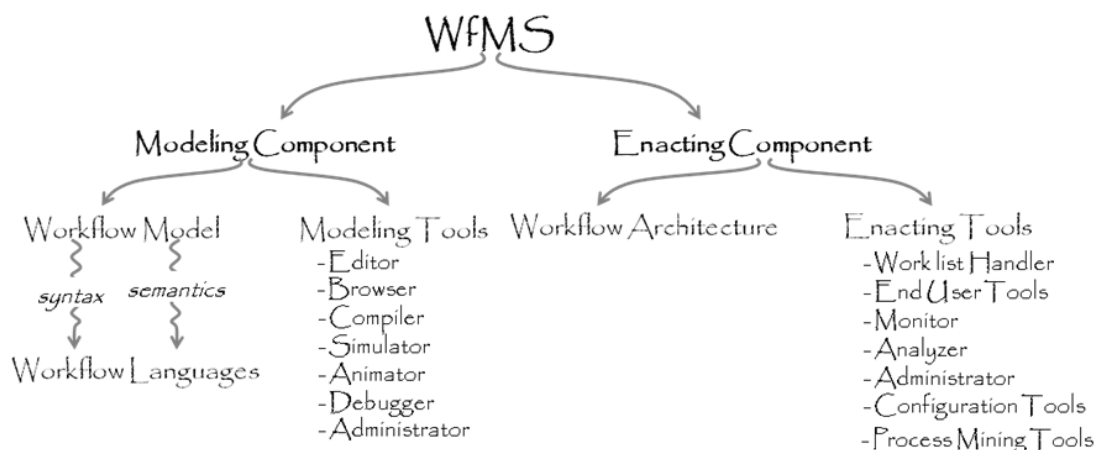 WfMS
Modeling Component
Enacting Component
Workflow Model
Modeling Tools
Workflow Architecture
Enacting Tools
syntax
semantics
Workflow Languages
-Editor
-Browser
-Compiler
-Simulator
-Animator
-Debugger
-Administrator
-Work list Handler
-End User Tools
-Monitor
-Analyzer
-Administrator
-Configuration Tools
-Process Mining Tools